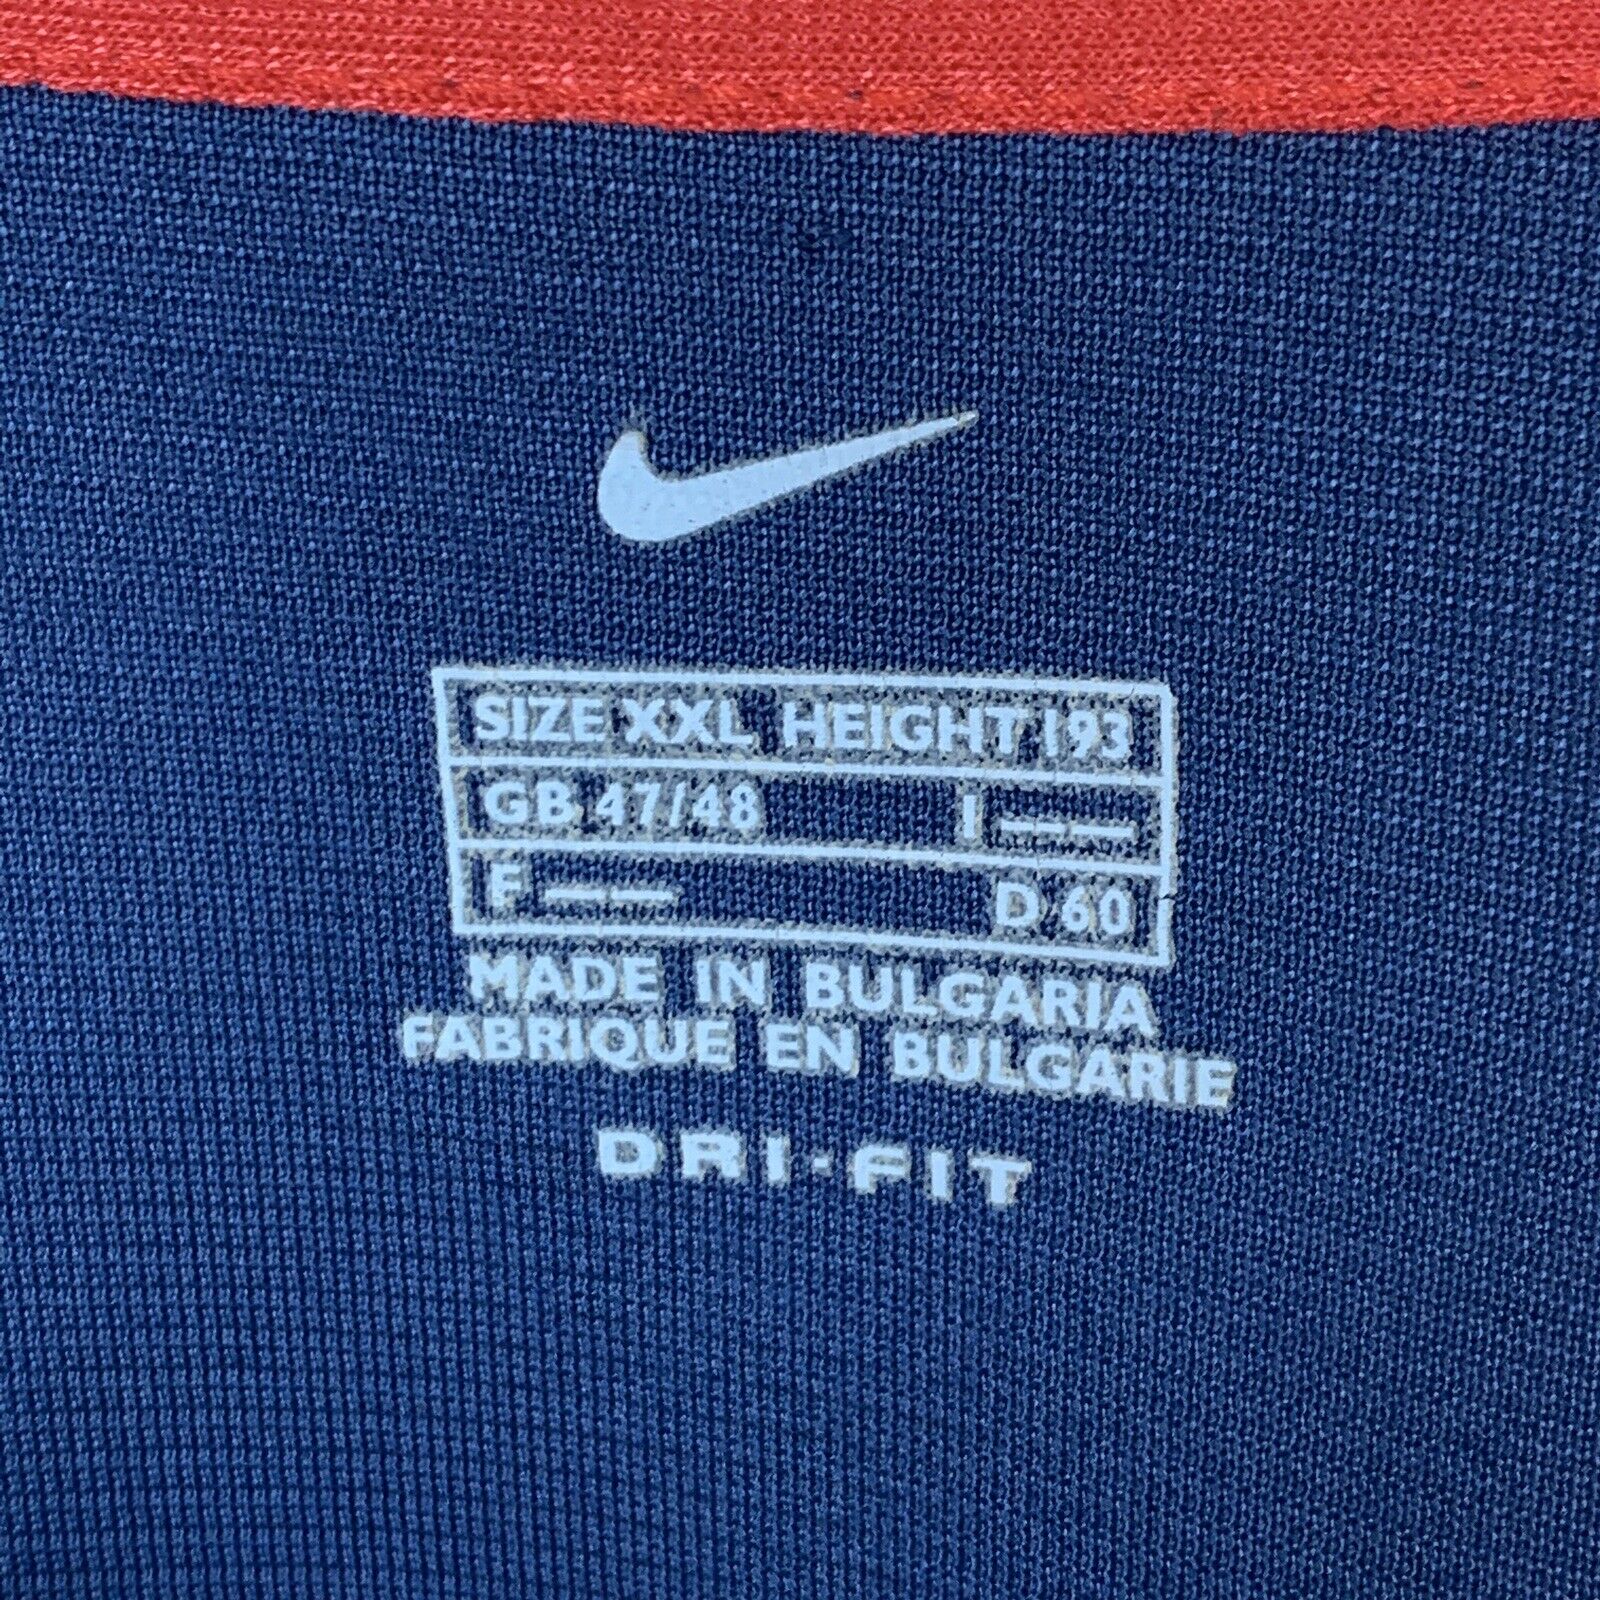 SIZE XXL HEIGHT 193
GB 47/48 I ——
F —— D 60
MADE IN BULGARIA
FABRIQUE EN BULGARIE
DRI-FIT